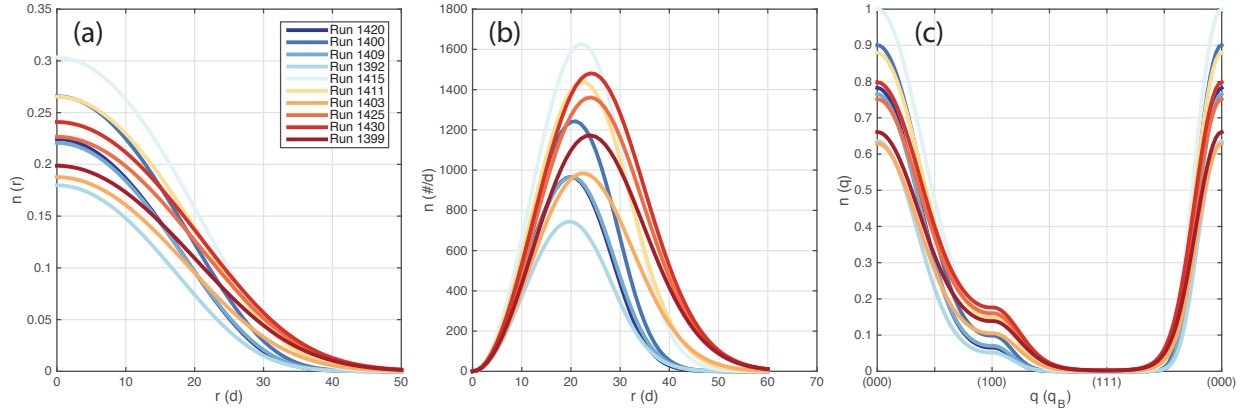 (a)
0.35
0.3
0.25
0.2
0.15
0.1
0.05
0
n (r)
0 10 20 30 40 50
r (d)
Run 1420
Run 1400
Run 1409
Run 1392
Run 1415
Run 1411
Run 1403
Run 1425
Run 1430
Run 1399
(b)
1800
1600
1400
1200
1000
800
600
400
200
0
n (#/d)
0 10 20 30 40 50 60 70
r (d)
(c)
1
0.9
0.8
0.7
0.6
0.5
0.4
0.3
0.2
0.1
0
n (q)
(000) (100) (111) (000)
q (qB)